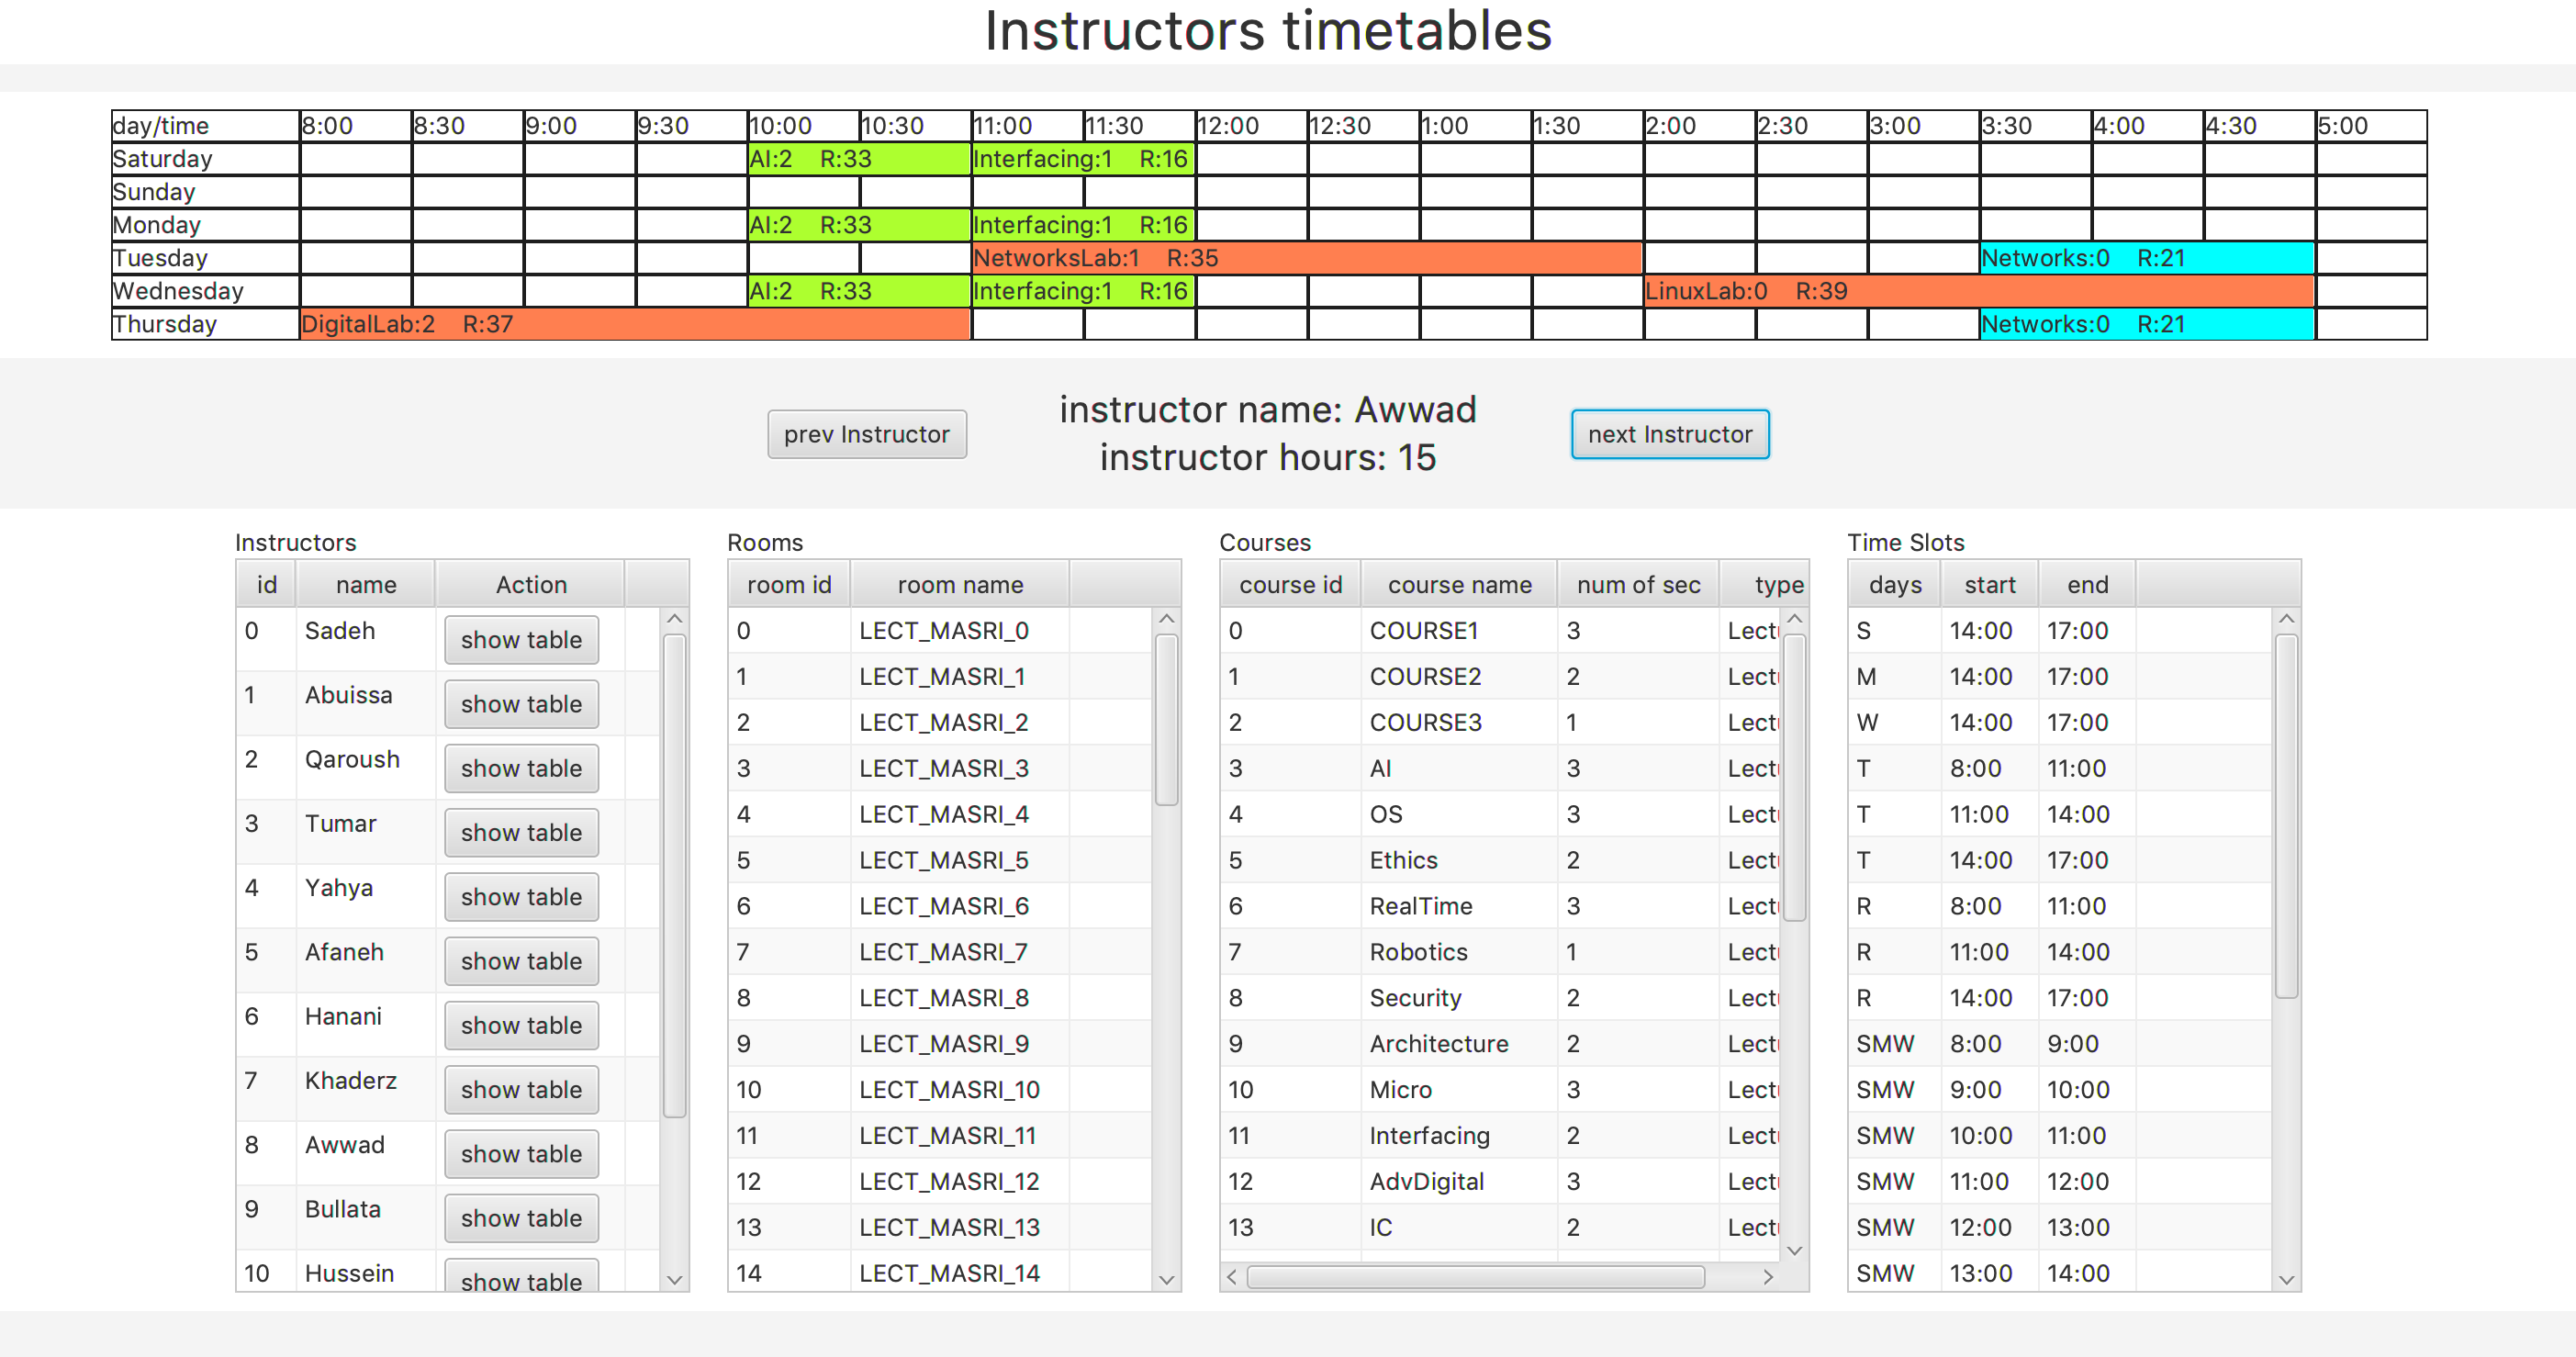 Instructors timetables
day/time 8:00 8:30 9:00 9:30 10:00 10:30 11:00 11:30 12:00 12:30 1:00 1:30 2:00 2:30 3:00 3:30 4:00 4:30 5:00
Saturday AI:2 R:33 Interfacing:1 R:16
Sunday
Monday AI:2 R:33 Interfacing:1 R:16
Tuesday NetworksLab:1 R:35 Networks:0 R:21
Wednesday AI:2 R:33 Interfacing:1 R:16 LinuxLab:0 R:39
Thursday DigitalLab:2 R:37 Networks:0 R:21
prev Instructor
instructor name: Awwad
instructor hours: 15
next Instructor
Instructors
id name Action
0 Sadeh show table
1 Abuissa show table
2 Qaroush show table
3 Tumar show table
4 Yahya show table
5 Afaneh show table
6 Hanani show table
7 Khaderz show table
8 Awwad show table
9 Bullata show table
10 Hussein show table
Rooms
room id room name
0 LECT_MASRI_0
1 LECT_MASRI_1
2 LECT_MASRI_2
3 LECT_MASRI_3
4 LECT_MASRI_4
5 LECT_MASRI_5
6 LECT_MASRI_6
7 LECT_MASRI_7
8 LECT_MASRI_8
9 LECT_MASRI_9
10 LECT_MASRI_10
11 LECT_MASRI_11
12 LECT_MASRI_12
13 LECT_MASRI_13
14 LECT_MASRI_14
Courses
course id course name num of sec type
0 COURSE1 3 Lect
1 COURSE2 2 Lect
2 COURSE3 1 Lect
3 AI 3 Lect
4 OS 3 Lect
5 Ethics 2 Lect
6 RealTime 3 Lect
7 Robotics 1 Lect
8 Security 2 Lect
9 Architecture 2 Lect
10 Micro 3 Lect
11 Interfacing 2 Lect
12 AdvDigital 3 Lect
13 IC 2 Lect
Time Slots
days start end
S 14:00 17:00
M 14:00 17:00
W 14:00 17:00
T 8:00 11:00
T 11:00 14:00
T 14:00 17:00
R 8:00 11:00
R 11:00 14:00
R 14:00 17:00
SMW 8:00 9:00
SMW 9:00 10:00
SMW 10:00 11:00
SMW 11:00 12:00
SMW 12:00 13:00
SMW 13:00 14:00